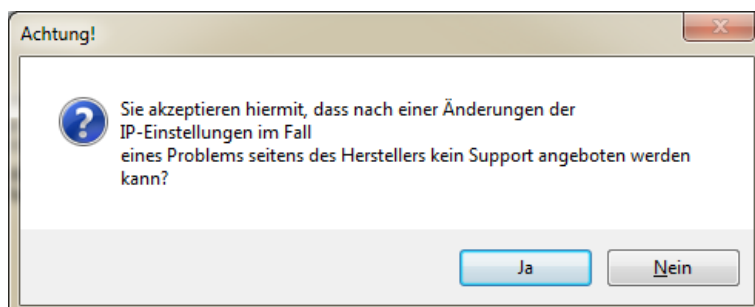 Achtung!
Sie akzeptieren hiermit, dass nach einer Änderungen der
IP-Einstellungen im Fall
eines Problems seitens des Herstellers kein Support angeboten werden
kann?
Ja
Nein